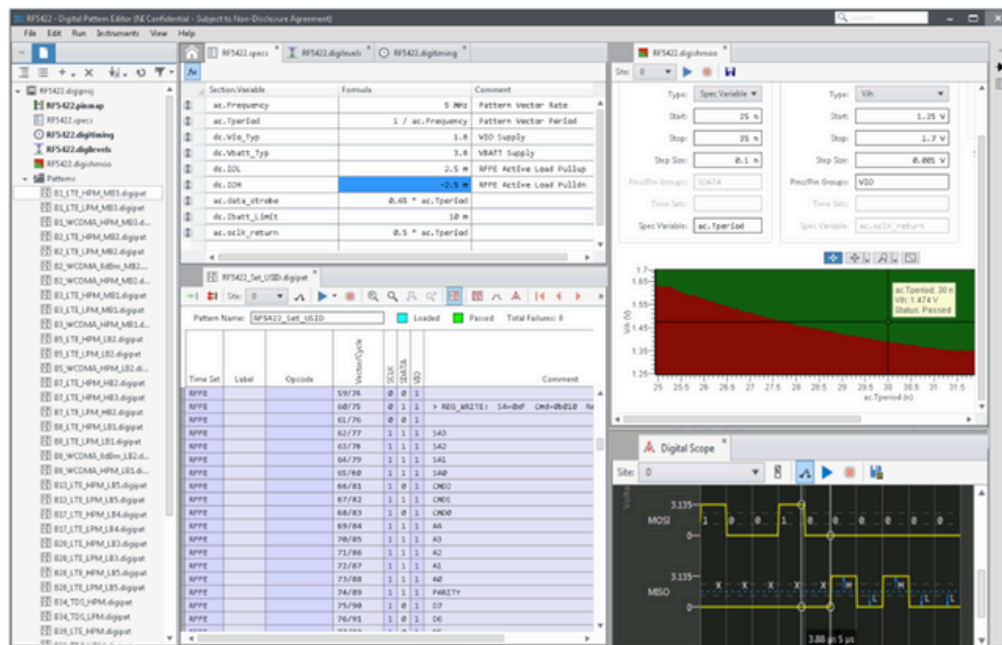 RF5422 - Digital Pattern Editor (NI Confidential - Subject to Non-Disclosure Agreement)
Search
File Edit Run Instruments View Help
RF5422.digiproj
RF5422.pinmap
RF5422.specs
RF5422.digitiming
RF5422.digilevels
RF5422.digishmoo
Patterns
B1_LTE_HPM_MB3.digipat
B1_LTE_LPM_MB3.digipat
B1_WCDMA_HPM_MB3.d...
B2_LTE_HPM_MB2.digipat
B2_LTE_LPM_MB2.digipat
B2_WCDMA_8dBm_MB2....
B2_WCDMA_HPM_MB2.d...
B3_LTE_HPM_MB1.digipat
B3_LTE_LPM_MB1.digipat
B3_WCDMA_HPM_MB1.d...
B5_LTE_HPM_LB2.digipat
B5_LTE_LPM_LB2.digipat
B5_WCDMA_HPM_LB2.d...
B7_LTE_HPM_HB2.digipat
B7_LTE_HPM_HB3.digipat
B7_LTE_LPM_HB2.digipat
B8_LTE_HPM_LB1.digipat
B8_LTE_LPM_LB1.digipat
B8_WCDMA_8dBm_LB2.d...
B8_WCDMA_HPM_LB1.d...
B13_LTE_HPM_LB5.digipat
B13_LTE_LPM_LB5.digipat
B17_LTE_HPM_LB4.digipat
B17_LTE_LPM_LB4.digipat
B20_LTE_HPM_LB3.digipat
B20_LTE_LPM_LB3.digipat
B28_LTE_HPM_LB5.digipat
B28_LTE_LPM_LB5.digipat
B34_TDS_HPM.digipat
B34_TDS_LPM.digipat
B39_LTE_HPM.digipat
RF5422.specs RF5422.digilevels RF5422.digitiming
Section.Variable Formula Comment
ac.Frequency 5 MHz Pattern Vector Rate
ac.Tperiod 1 / ac.Frequency Pattern Vector Period
dc.Vio_Typ 1.8 VIO Supply
dc.Vbatt_Typ 3.8 VBATT Supply
dc.IOL 2.5 m RFFE Active Load Pullup
dc.IOH -2.5 m RFFE Active Load Pulldn
ac.data_strobe 0.65 * ac.Tperiod
dc.Ibatt_Limit 10 m
ac.sclk_return 0.5 * ac.Tperiod
RF5422_Set_USID.digipat
Site: 0
Pattern Name: RF5422_Set_USID Loaded Passed Total Failures: 0
Time Set Label Opcode Vector/Cycle SCLK SDATA VIO Comment
RFFE 59/74 0 0 1
RFFE 60/75 0 1 1 > REG_WRITE: SA=0xF Cmd=0b010
RFFE 61/76 0 0 1
RFFE 62/77 1 1 1 SA3
RFFE 63/78 1 1 1 SA2
RFFE 64/79 1 1 1 SA1
RFFE 65/80 1 1 1 SA0
RFFE 66/81 1 0 1 CMD2
RFFE 67/82 1 1 1 CMD1
RFFE 68/83 1 0 1 CMD0
RFFE 69/84 1 1 1 A4
RFFE 70/85 1 1 1 A3
RFFE 71/86 1 1 1 A2
RFFE 72/87 1 1 1 A1
RFFE 73/88 1 1 1 A0
RFFE 74/89 1 1 1 PARITY
RFFE 75/90 1 0 1 D7
RFFE 76/91 1 0 1 D6
RF5422.digishmoo
Site: 0
Type: Spec Variable Type: Vih
Start: 25 n Start: 1.25 V
Stop: 35 n Stop: 1.7 V
Step Size: 0.1 n Step Size: 0.001 V
Pins/Pin Groups: SDATA Pins/Pin Groups: VIO
Time Sets: Time Sets:
Spec Variable: ac.Tperiod Spec Variable: ac.sclk_return
1.7
1.65
1.55
1.45
1.35
1.25
Vih (V)
ac.Tperiod: 30 n
Vih: 1.474 V
Status: Passed
25 25.5 26 26.5 27 27.5 28 28.5 29 29.5 30 30.5 31 31.5
ac.Tperiod (n)
Digital Scope
Site: 0
MOSI 3.135 0 1 0 0 1 0 0 0 0 0 0
MISO 3.135 0 X X X X X H L H L L